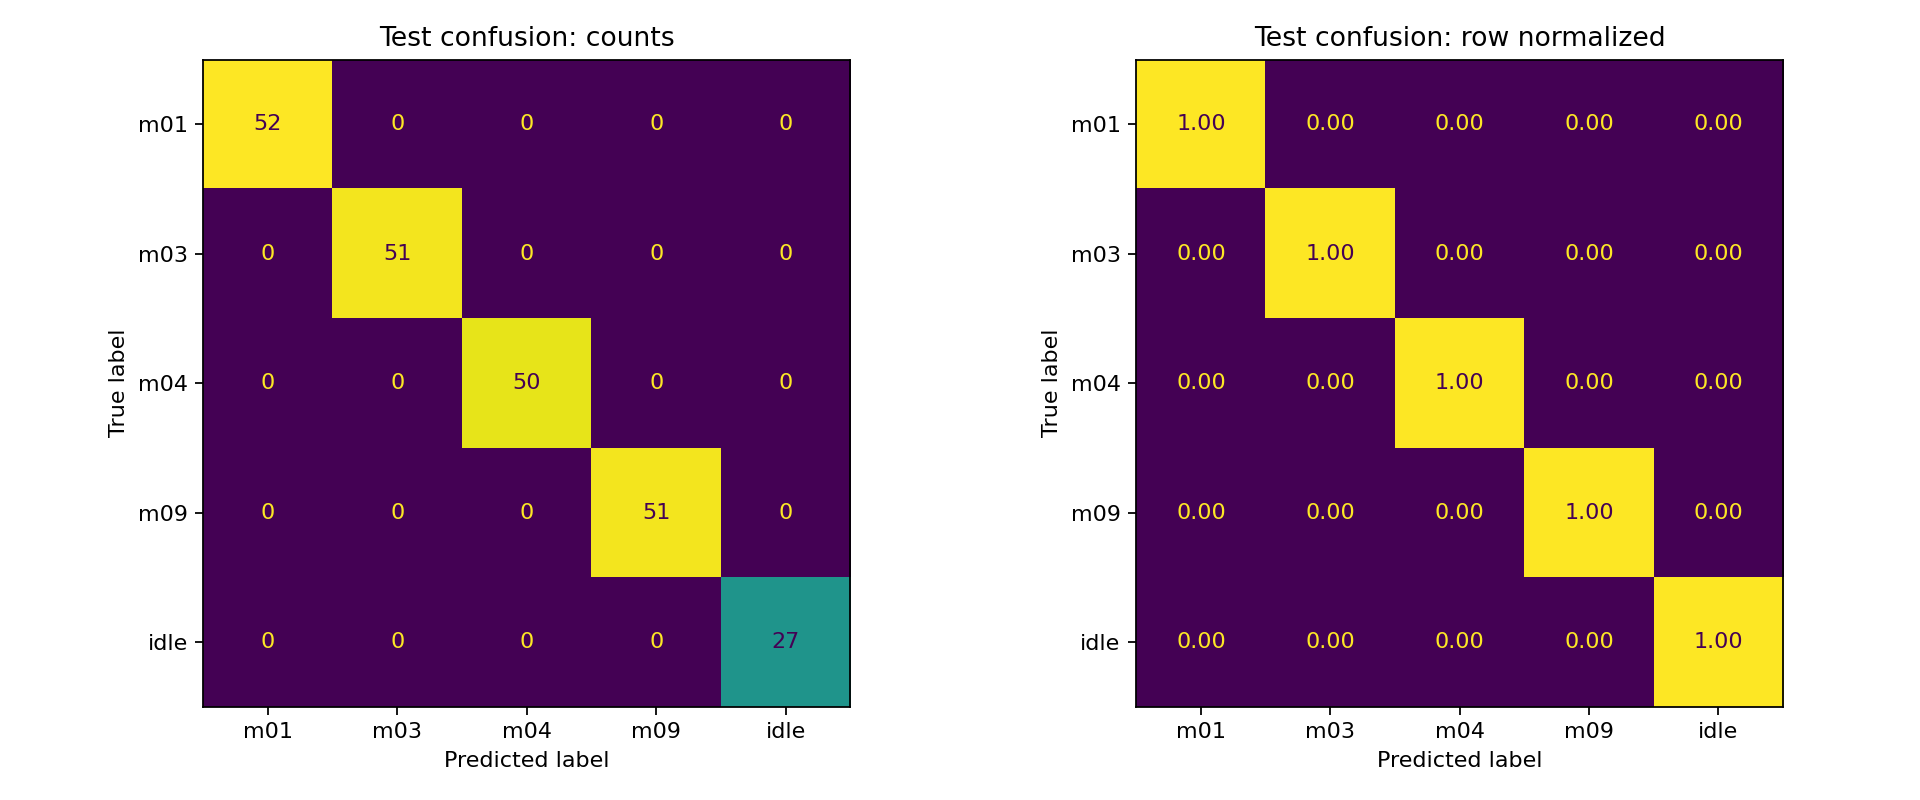 Test confusion: counts
m01 52 0 0 0 0
m03 0 51 0 0 0
m04 0 0 50 0 0
m09 0 0 0 51 0
idle 0 0 0 0 27
m01 m03 m04 m09 idle
Predicted label
True label
Test confusion: row normalized
m01 1.00 0.00 0.00 0.00 0.00
m03 0.00 1.00 0.00 0.00 0.00
m04 0.00 0.00 1.00 0.00 0.00
m09 0.00 0.00 0.00 1.00 0.00
idle 0.00 0.00 0.00 0.00 1.00
m01 m03 m04 m09 idle
Predicted label
True label